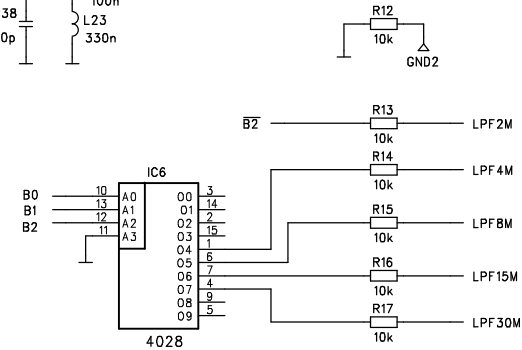 100n
38
L23
0p
330n
R12
10k
GND2
B2
R13
10k
LPF2M
R14
10k
LPF4M
IC6
B0 10 A0 O0 3
B1 13 A1 O1 14
B2 12 A2 O2 2
11 A3 O3 15
O4 1
O5 6
O6 7
O7 4
O8 9
O9 5
4028
R15
10k
LPF8M
R16
10k
LPF15M
R17
10k
LPF30M